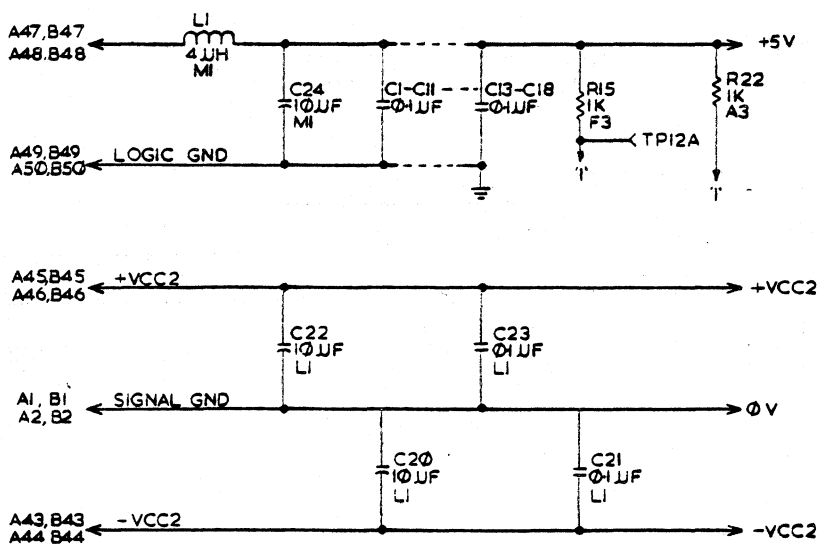 A47,B47
A48,B48
L1
4 UH
M1
C24
10 UF
M1
C1-C11
0·1 UF
C13-C18
0·1 UF
R15
1K
F3
TP12A
'1'
R22
1K
A3
'1'
+5V
A49,B49
A50,B50
LOGIC GND
A45,B45
A46,B46
+VCC2
+VCC2
C22
10 UF
L1
C23
0·1 UF
L1
A1, B1
A2, B2
SIGNAL GND
0 V
C20
10 UF
L1
C21
0·1 UF
L1
A43,B43
A44 B44
-VCC2
-VCC2